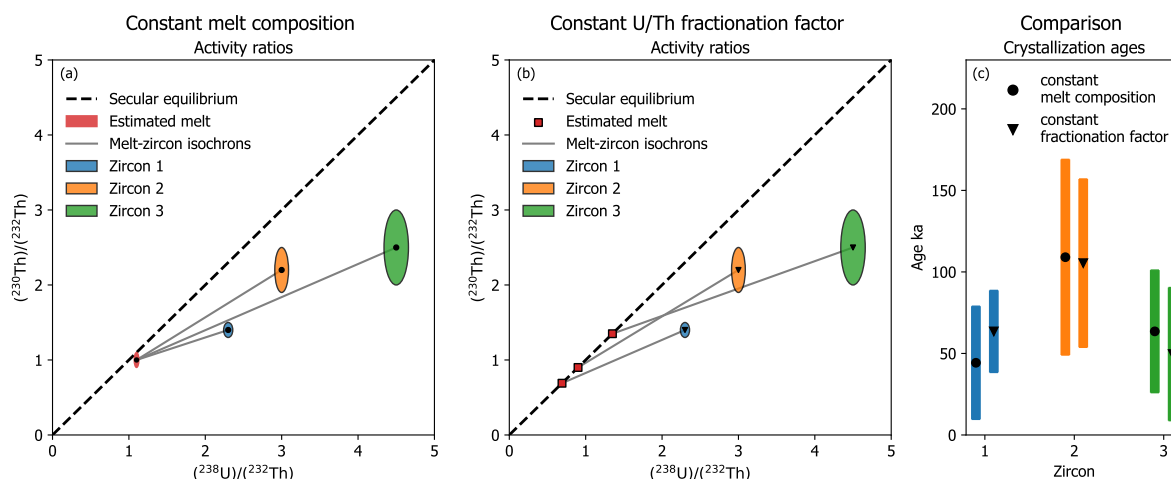 Constant melt composition
Activity ratios
(a)
Secular equilibrium
Estimated melt
Melt-zircon isochrons
Zircon 1
Zircon 2
Zircon 3
5
4
3
2
1
0
(²³⁰Th)/(²³²Th)
0 1 2 3 4 5
(²³⁸U)/(²³²Th)
Constant U/Th fractionation factor
Activity ratios
(b)
Secular equilibrium
Estimated melt
Melt-zircon isochrons
Zircon 1
Zircon 2
Zircon 3
5
4
3
2
1
0
(²³⁰Th)/(²³²Th)
0 1 2 3 4 5
(²³⁸U)/(²³²Th)
Comparison
Crystallization ages
(c)
constant
melt composition
constant
fractionation factor
200
150
100
50
0
Age ka
1 2 3
Zircon